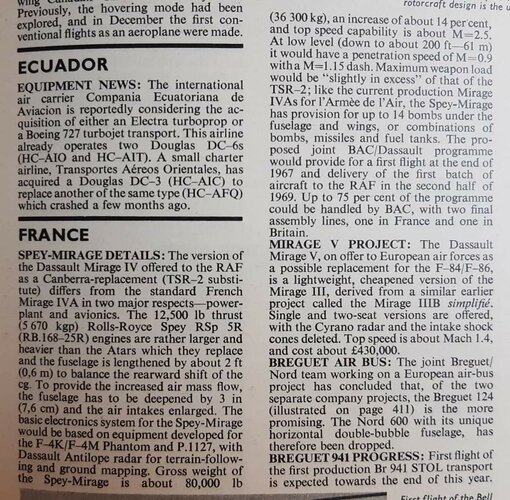 wing Canadair
Previously, the hovering mode had been
explored, and in December the first con-
ventional flights as an aeroplane were made.
ECUADOR
EQUIPMENT NEWS: The international
air carrier Compania Ecuatoriana de
Aviacion is reportedly considering the ac-
quisition of either an Electra turboprop or
a Boeing 727 turbojet transport. This airline
already operates two Douglas DC-6s
(HC-AIO and HC-AIT). A small charter
airline, Transportes Aéreos Orientales, has
acquired a Douglas DC-3 (HC-AIC) to
replace another of the same type (HC-AFQ)
which crashed a few months ago.
FRANCE
SPEY-MIRAGE DETAILS: The version of
the Dassault Mirage IV offered to the RAF
as a Canberra-replacement (TSR-2 substi-
tute) differs from the standard French
Mirage IVA in two major respects—power-
plant and avionics. The 12,500 lb thrust
(5 670 kgp) Rolls-Royce Spey RSp 5R
(RB.168-25R) engines are rather larger and
heavier than the Atars which they replace
and the fuselage is lengthened by about 2 ft
(0,6 m) to balance the rearward shift of the
cg. To provide the increased air mass flow,
the fuselage has to be deepened by 3 in
(7,6 cm) and the air intakes enlarged. The
basic electronics system for the Spey-Mirage
would be based on equipment developed for
the F-4K/F-4M Phantom and P.1127, with
Dassault Antilope radar for terrain-follow-
ing and ground mapping. Gross weight of
the Spey-Mirage is about 80,000 lb
rotorcraft design is the u
(36 300 kg), an increase of about 14 per cent,
and top speed capability is about M=2.5.
At low level (down to about 200 ft—61 m)
it would have a penetration speed of M=0.9
with a M=1.15 dash. Maximum weapon load
would be "slightly in excess" of that of the
TSR-2; like the current production Mirage
IVAs for l'Armèe de l'Air, the Spey-Mirage
has provision for up to 14 bombs under the
fuselage and wings, or combinations of
bombs, missiles and fuel tanks. The pro-
posed joint BAC/Dassault programme
would provide for a first flight at the end of
1967 and delivery of the first batch of
aircraft to the RAF in the second half of
1969. Up to 75 per cent of the programme
could be handled by BAC, with two final
assembly lines, one in France and one in
Britain.
MIRAGE V PROJECT: The Dassault
Mirage V, on offer to European air forces as
a possible replacement for the F-84/F-86,
is a lightweight, cheapened version of the
Mirage III, derived from a similar earlier
project called the Mirage IIIB simplifié.
Single and two-seat versions are offered,
with the Cyrano radar and the intake shock
cones deleted. Top speed is about Mach 1.4,
and cost about £430,000.
BREGUET AIR BUS: The joint Breguet/
Nord team working on a European air-bus
project has concluded that, of the two
separate company projects, the Breguet 124
(illustrated on page 411) is the more
promising. The Nord 600 with its unique
horizontal double-bubble fuselage, has
therefore been dropped.
BREGUET 941 PROGRESS: First flight of
the first production Br 941 STOL transport
is expected towards the end of this year.
First flight of the Bell